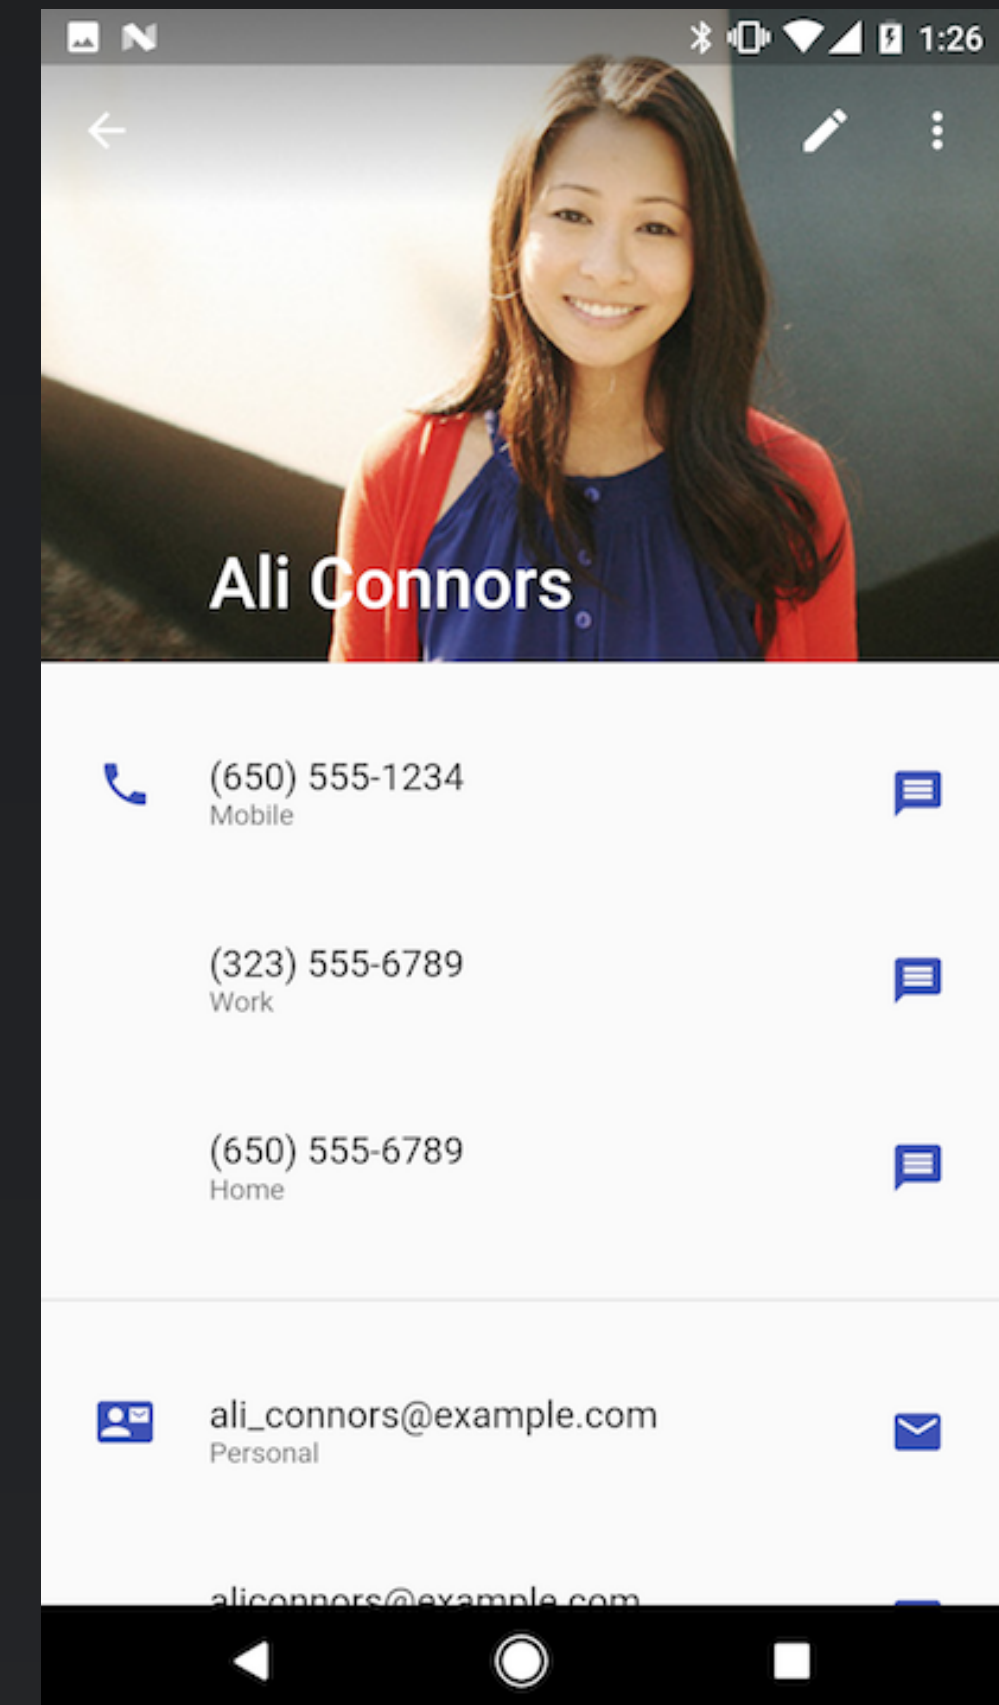 1:26
Ali Connors
(650) 555-1234
Mobile
(323) 555-6789
Work
(650) 555-6789
Home
ali_connors@example.com
Personal
aliconnors@example.com